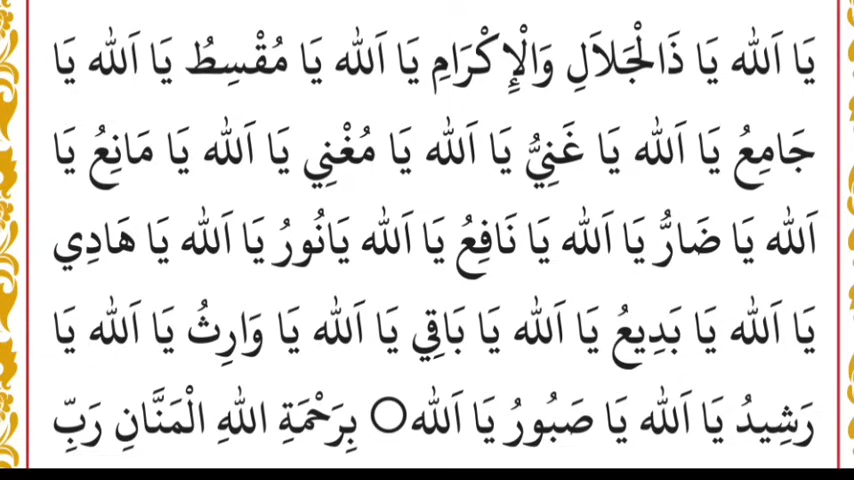 يَا اَللّٰه يَا ذَالْجَلاَلِ وَالْإِكْرَامِ يَا اَللّٰه يَا مُقْسِطُ يَا اَللّٰه يَا
جَامِعُ يَا اَللّٰه يَا غَنِيُّ يَا اَللّٰه يَا مُغْنِي يَا اَللّٰه يَا مَانِعُ يَا
اَللّٰه يَا ضَارُّ يَا اَللّٰه يَا نَافِعُ يَا اَللّٰه يَانُورُ يَا اَللّٰه يَا هَادِي
يَا اَللّٰه يَا بَدِيعُ يَا اَللّٰه يَا بَاقِي يَا اَللّٰه يَا وَارِثُ يَا اَللّٰه يَا
رَشِيدُ يَا اَللّٰه يَا صَبُورُ يَا اَللّٰه○ بِرَحْمَةِ اللّٰهِ الْمَنَّانِ رَبِّ